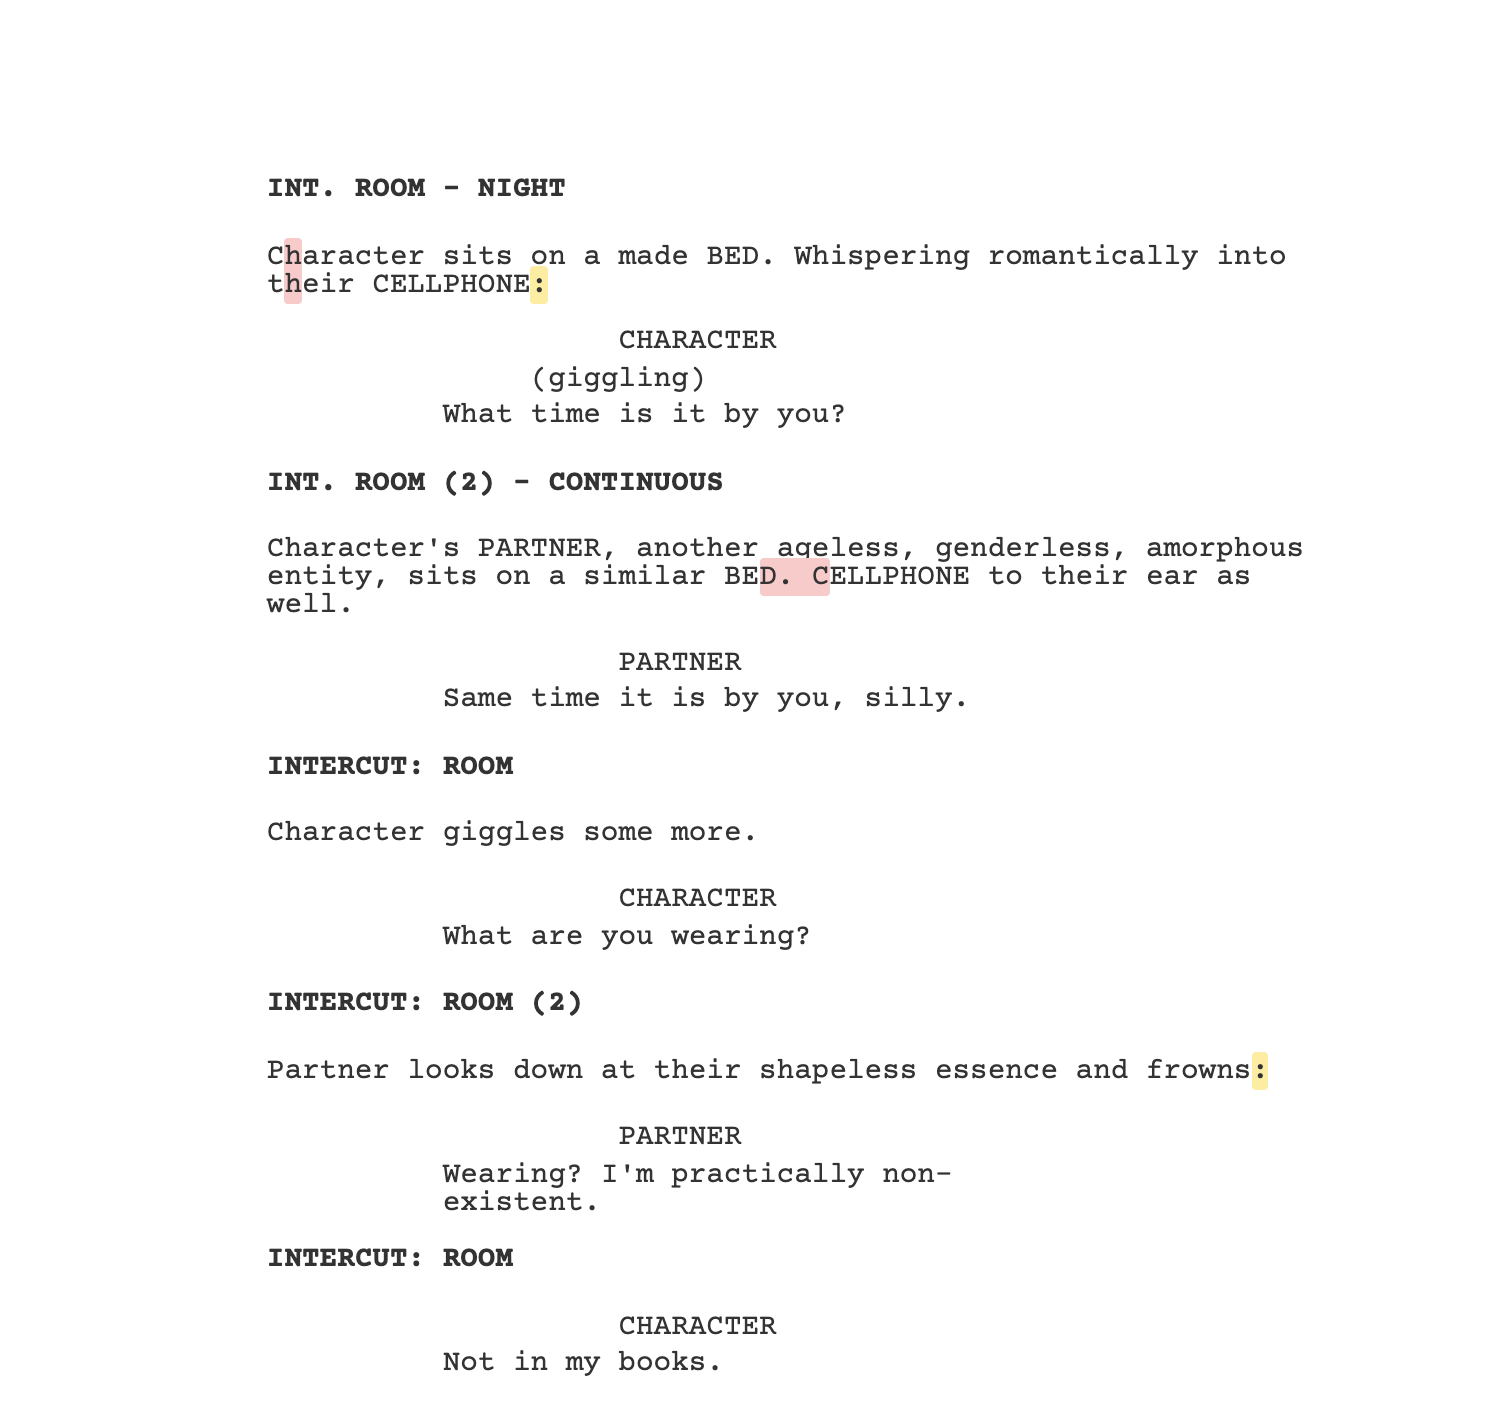 INT. ROOM - NIGHT
Character sits on a made BED. Whispering romantically into
their CELLPHONE:
CHARACTER
(giggling)
What time is it by you?
INT. ROOM (2) - CONTINUOUS
Character's PARTNER, another ageless, genderless, amorphous
entity, sits on a similar BED. CELLPHONE to their ear as
well.
PARTNER
Same time it is by you, silly.
INTERCUT: ROOM
Character giggles some more.
CHARACTER
What are you wearing?
INTERCUT: ROOM (2)
Partner looks down at their shapeless essence and frowns:
PARTNER
Wearing? I'm practically non-
existent.
INTERCUT: ROOM
CHARACTER
Not in my books.